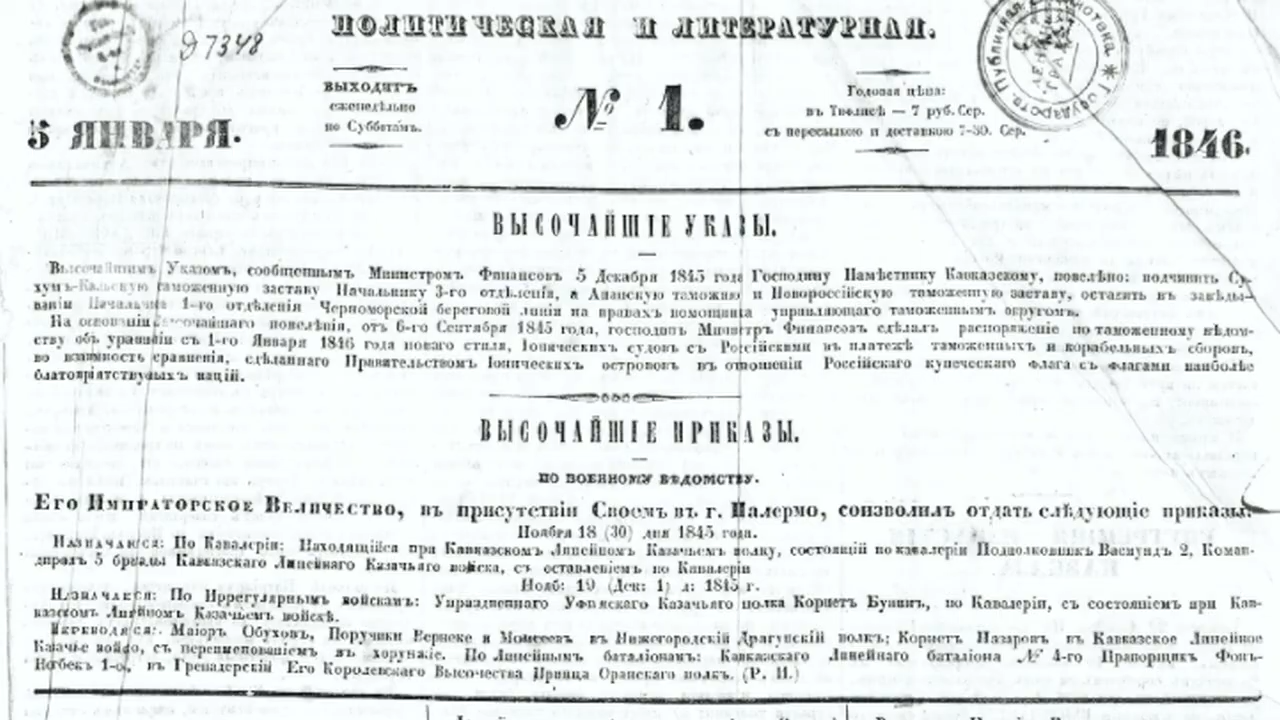 ПОЛИТИЧЕСКАЯ И ЛИТЕРАТУРНАЯ.
Д 7348
ВЫХОДИТЪ
еженедѣльно
по Субботамъ.
№ 1.
Годовая цѣна:
въ Тифлисѣ — 7 руб. Сер.
съ пересылкою и доставкою 7-50. Сер.
Государств. Публичная Библиотека
5 ЯНВАРЯ.
1846.
ВЫСОЧАЙШІЕ УКАЗЫ.
Высочайшимъ Указомъ, сообщеннымъ Министромъ Финансовъ 5 Декабря 1845 года Господину Намѣстнику Кавказскому, повелѣно: подчинить Су-
хумъ-Кальскую таможенную заставу Начальнику 3-го отдѣленія, а Анапскую таможню и Новороссійскую таможенную заставу, оставить въ завѣды-
ваніи Начальника 1-го отдѣленія Черноморской береговой линіи на правахъ помощника управляющаго таможеннымъ округомъ.
На основаніи Высочайшаго повелѣнія, отъ 6-го Сентября 1845 года, господинъ Министръ Финансовъ сдѣлалъ распоряженіе по таможенному вѣдом-
ству объ уравненіи съ 1-го Января 1846 года новаго стиля, Іоническихъ судовъ съ Россійскими въ платежѣ таможенныхъ и корабельныхъ сборовъ,
во взаимность сравненія, сдѣланнаго Правительствомъ Іоническихъ острововъ въ отношеніи Россійскаго купеческаго флага съ флагами наиболѣе
благопріятствуемыхъ націй.
ВЫСОЧАЙШІЕ ПРИКАЗЫ.
ПО ВОЕННОМУ ВѢДОМСТВУ.
Его Императорское Величество, въ присутствіи Своемъ въ г. Палермо, соизволилъ отдать слѣдующіе приказы:
Ноября 18 (30) дня 1845 года.
Назначаются: По Кавалеріи: Находящійся при Кавказскомъ Линейномъ Казачьемъ полку, состоящій по кавалеріи Подполковникъ Васмундъ 2, Коман-
диромъ 5 бригады Кавказскаго Линейнаго Казачьяго войска, съ оставленіемъ по Кавалеріи
Нояб: 19 (Дек: 1) д: 1845 г.
Назначается: По Иррегулярнымъ войскамъ: Упраздненнаго Уфимскаго Казачьяго полка Корнетъ Бунинъ, по Кавалеріи, съ состояніемъ при Кав-
казскомъ Линейномъ Казачьемъ войскѣ.
Переводятся: Маіоръ Обуховъ, Поручики Вернеке и Моисеевъ въ Нижегородскій Драгунскій полкъ; Корнетъ Назаровъ въ Кавказское Линейное
Казачье войско, съ переименованіемъ въ хорунжіе. По Линейнымъ баталіонамъ: Кавказскаго Линейнаго баталіона № 4-го Прапорщикъ Фонъ-
1-й, въ Гренадерскій Его Королевскаго Высочества Принца Оранскаго полкъ. (Р. И.)